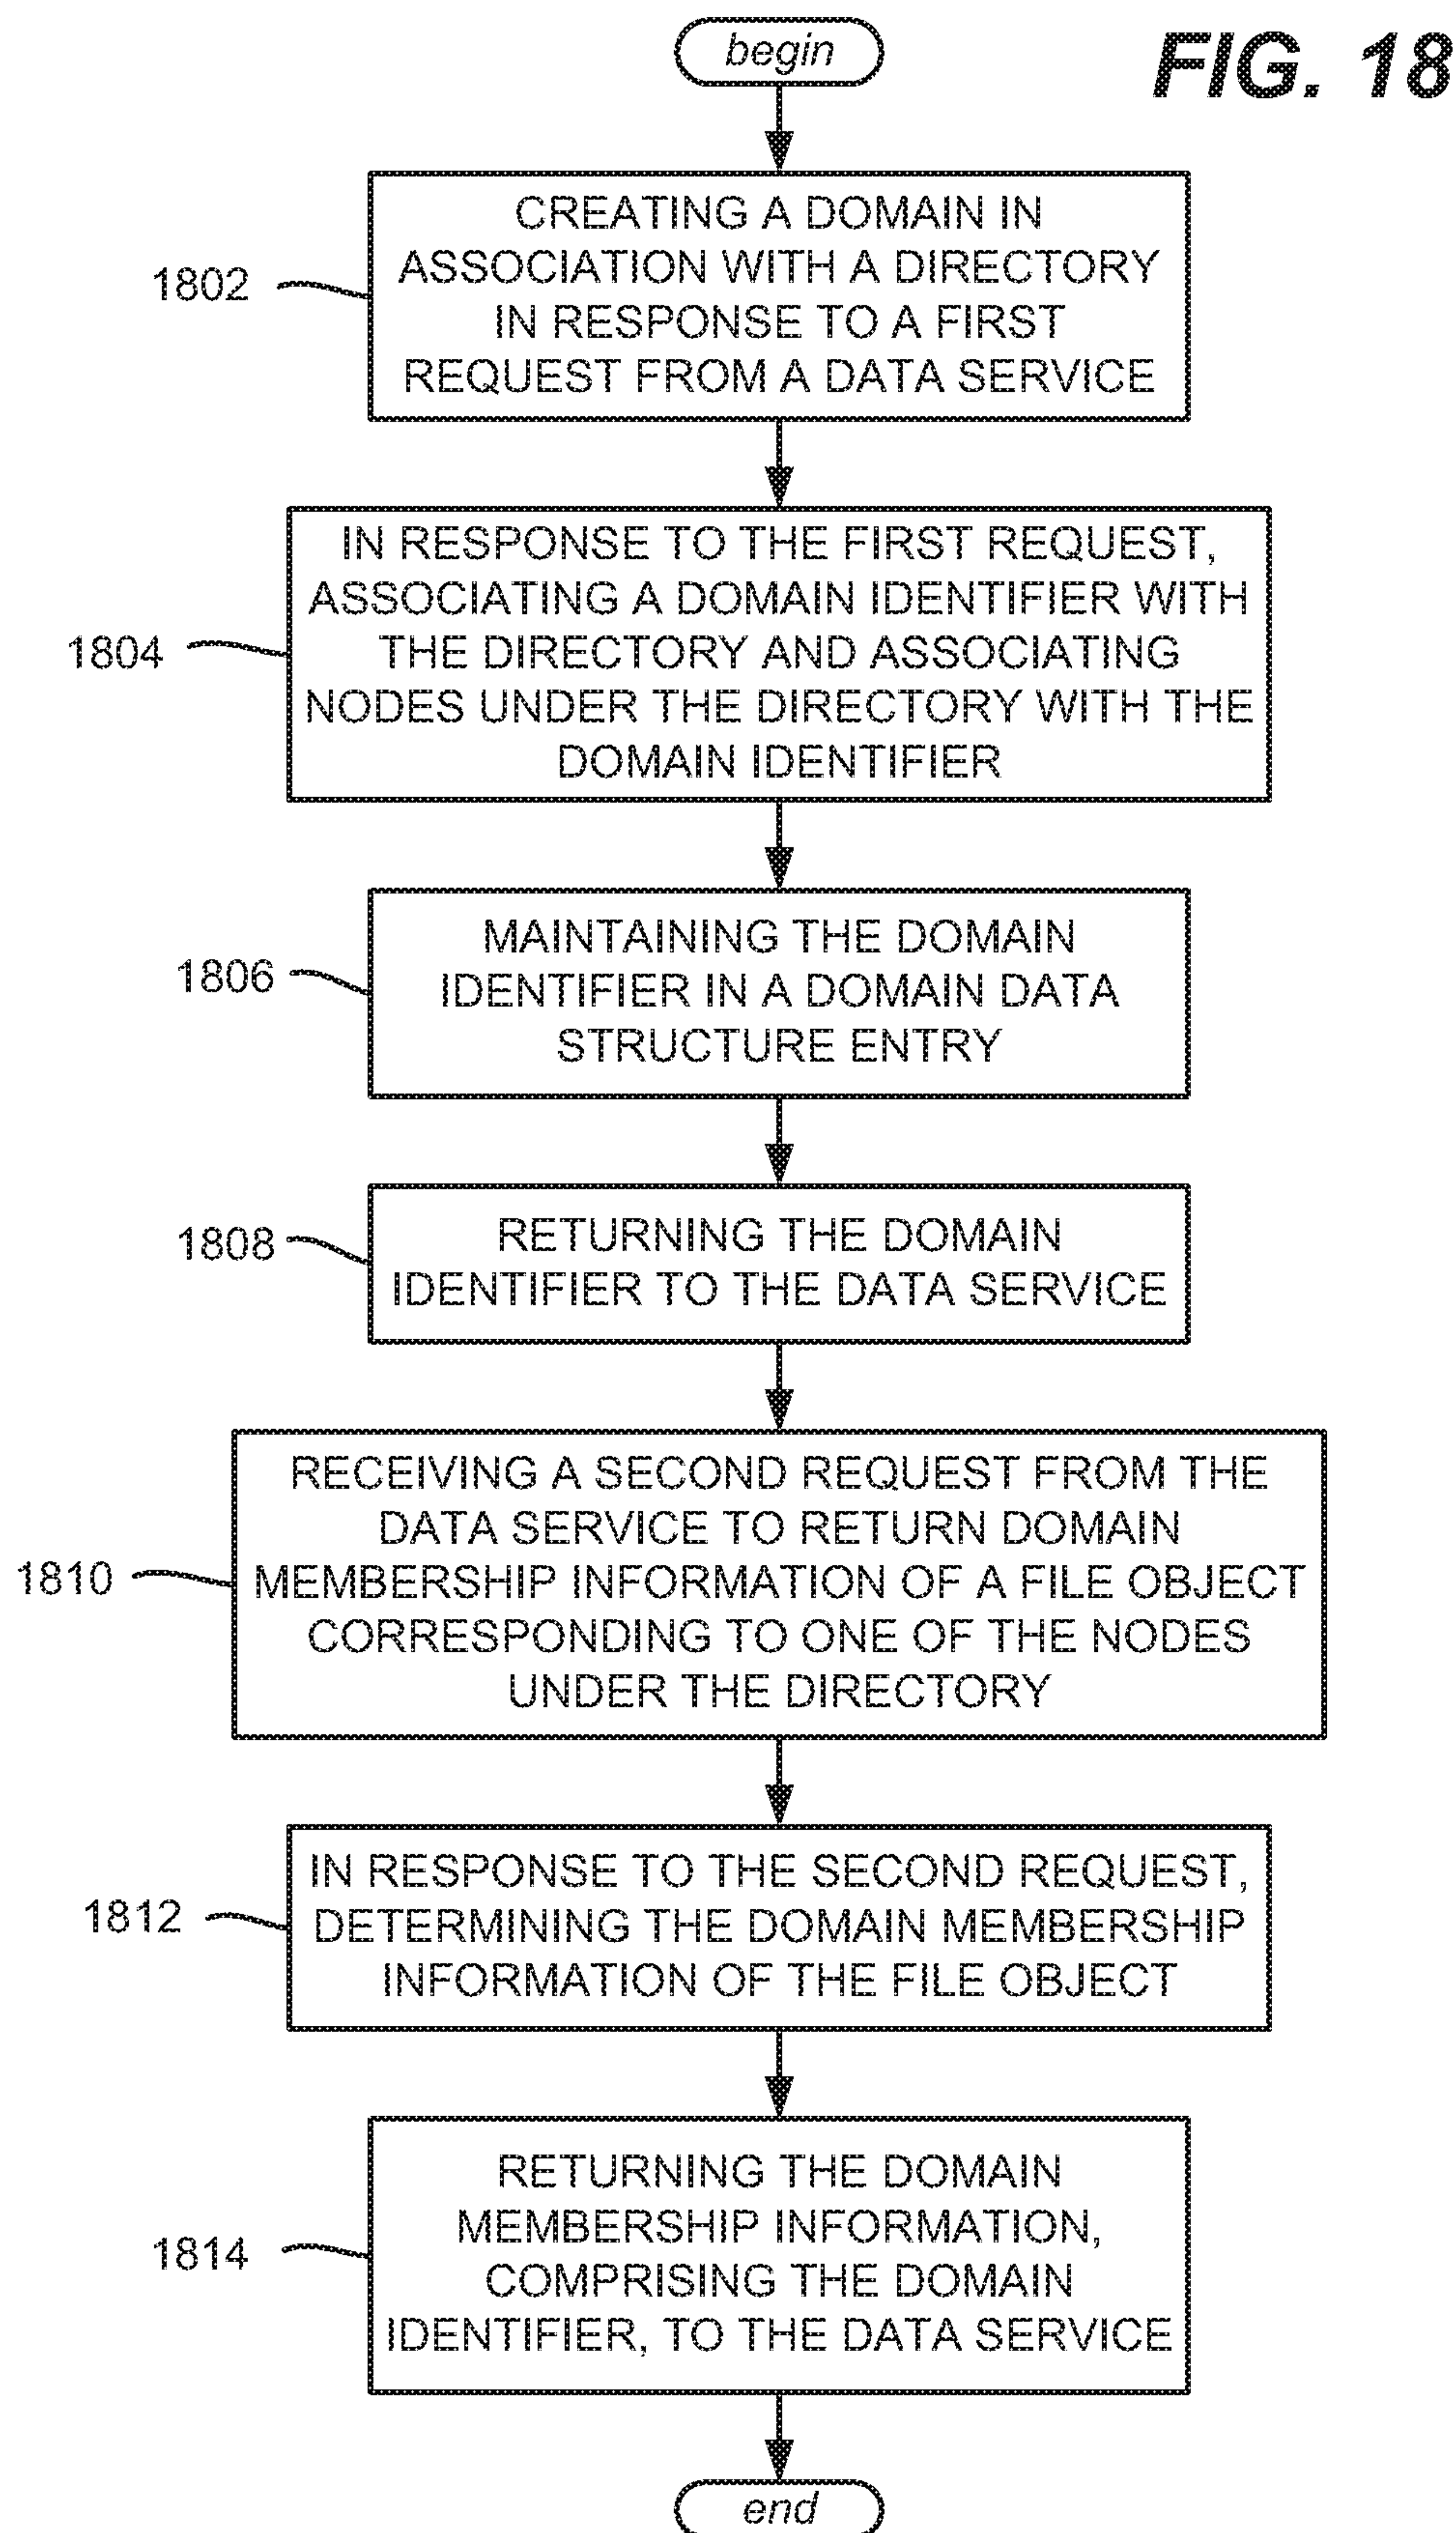 begin
FIG. 18
CREATING A DOMAIN IN
ASSOCIATION WITH A DIRECTORY
IN RESPONSE TO A FIRST
REQUEST FROM A DATA SERVICE
1802
IN RESPONSE TO THE FIRST REQUEST,
ASSOCIATING A DOMAIN IDENTIFIER WITH
THE DIRECTORY AND ASSOCIATING
NODES UNDER THE DIRECTORY WITH THE
DOMAIN IDENTIFIER
1804
MAINTAINING THE DOMAIN
IDENTIFIER IN A DOMAIN DATA
STRUCTURE ENTRY
1806
RETURNING THE DOMAIN
IDENTIFIER TO THE DATA SERVICE
1808
RECEIVING A SECOND REQUEST FROM THE
DATA SERVICE TO RETURN DOMAIN
MEMBERSHIP INFORMATION OF A FILE OBJECT
CORRESPONDING TO ONE OF THE NODES
UNDER THE DIRECTORY
1810
IN RESPONSE TO THE SECOND REQUEST,
DETERMINING THE DOMAIN MEMBERSHIP
INFORMATION OF THE FILE OBJECT
1812
RETURNING THE DOMAIN
MEMBERSHIP INFORMATION,
COMPRISING THE DOMAIN
IDENTIFIER, TO THE DATA SERVICE
1814
end